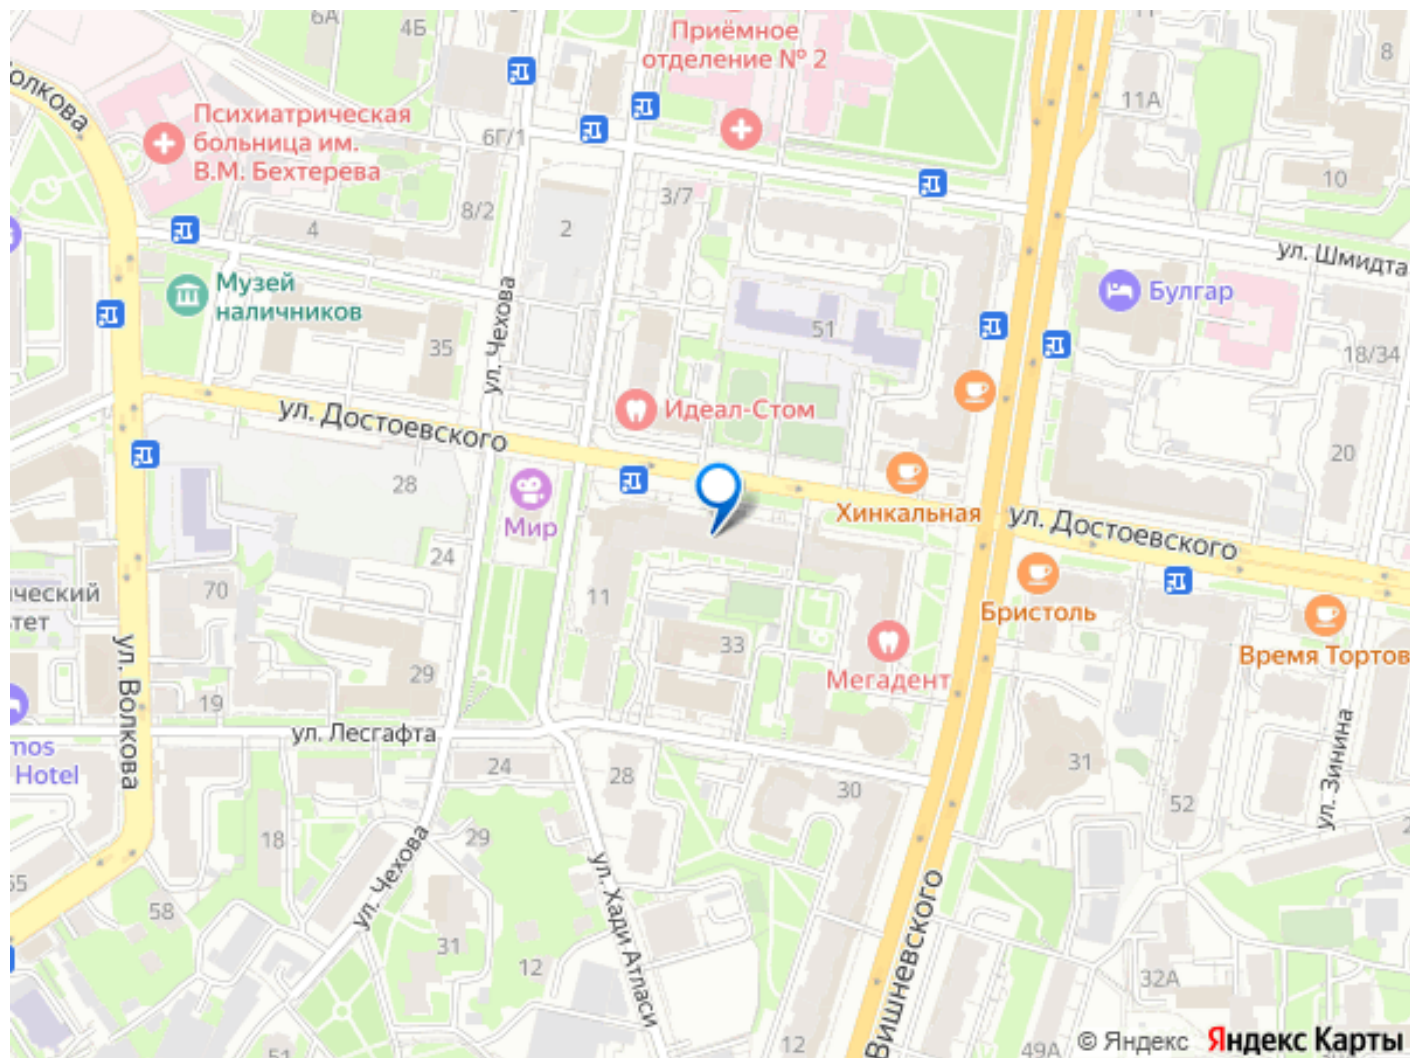 6А
4Б
Приёмное
отделение № 2
11
8
11А
Волкова
Психиатрическая
больница им.
В.М. Бехтерева
6Г/1
8/2
4
2
3/7
10
ул. Шмидта
Музей
наличников
ул. Чехова
35
51
Булгар
18/34
Идеал-Стом
ул. Достоевского
20
28
Мир
Хинкальная
ул. Достоевского
24
70
11
33
Бристоль
Время Тортов
Мегадент
29
19
ул. Волкова
ул. Лесгафта
Hotel
24
28
30
31
52
ул. Зинина
18
29
ул. Чехова
58
31
12
ул. Хади Атласи
Вишневского
32А
12
49А
© Яндекс Яндекс Карты